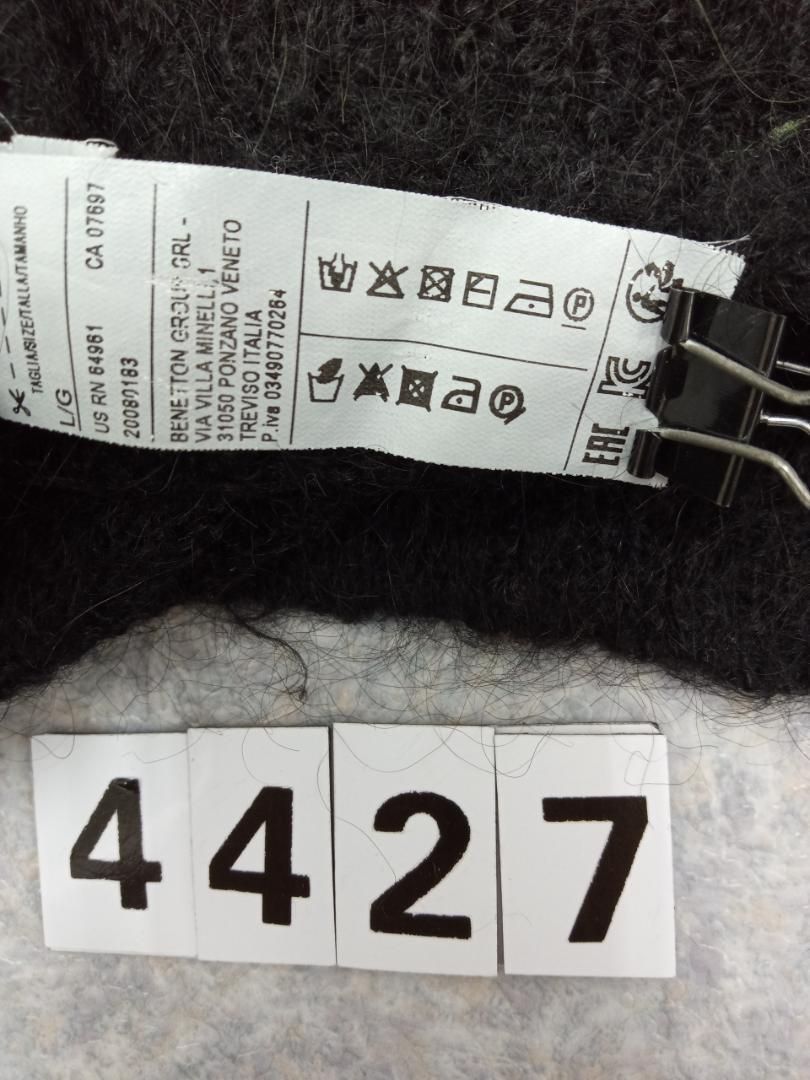 TAGLIA/SIZE/TALLA/TAMANHO
L/G
US RN 64961 CA 07697
20080183
BENETTON GROUP SRL -
VIA VILLA MINELLI, 1
31050 PONZANO VENETO
TREVISO ITALIA
P.iva 03490770264
P
P
EAC
4427